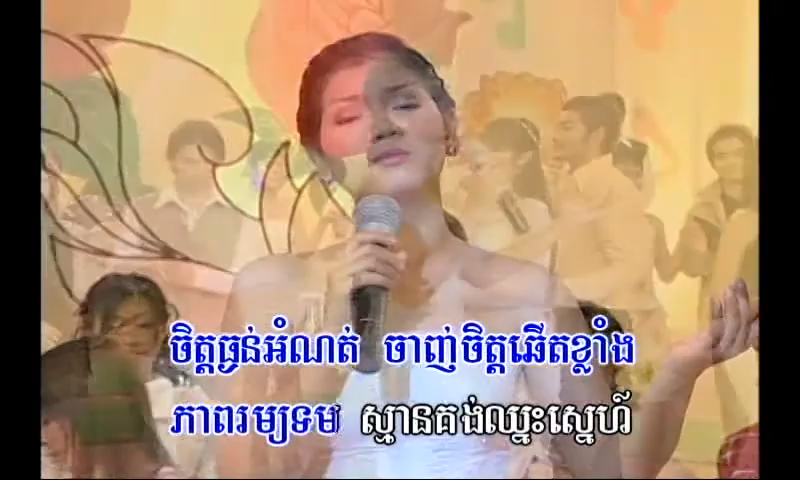 ចិត្តធ្ងន់អំណត់ ចាញ់ចិត្តឆើតខ្លាំង
ភាពរម្យទម ស្មានគង់ឈ្នះស្នេហ៍